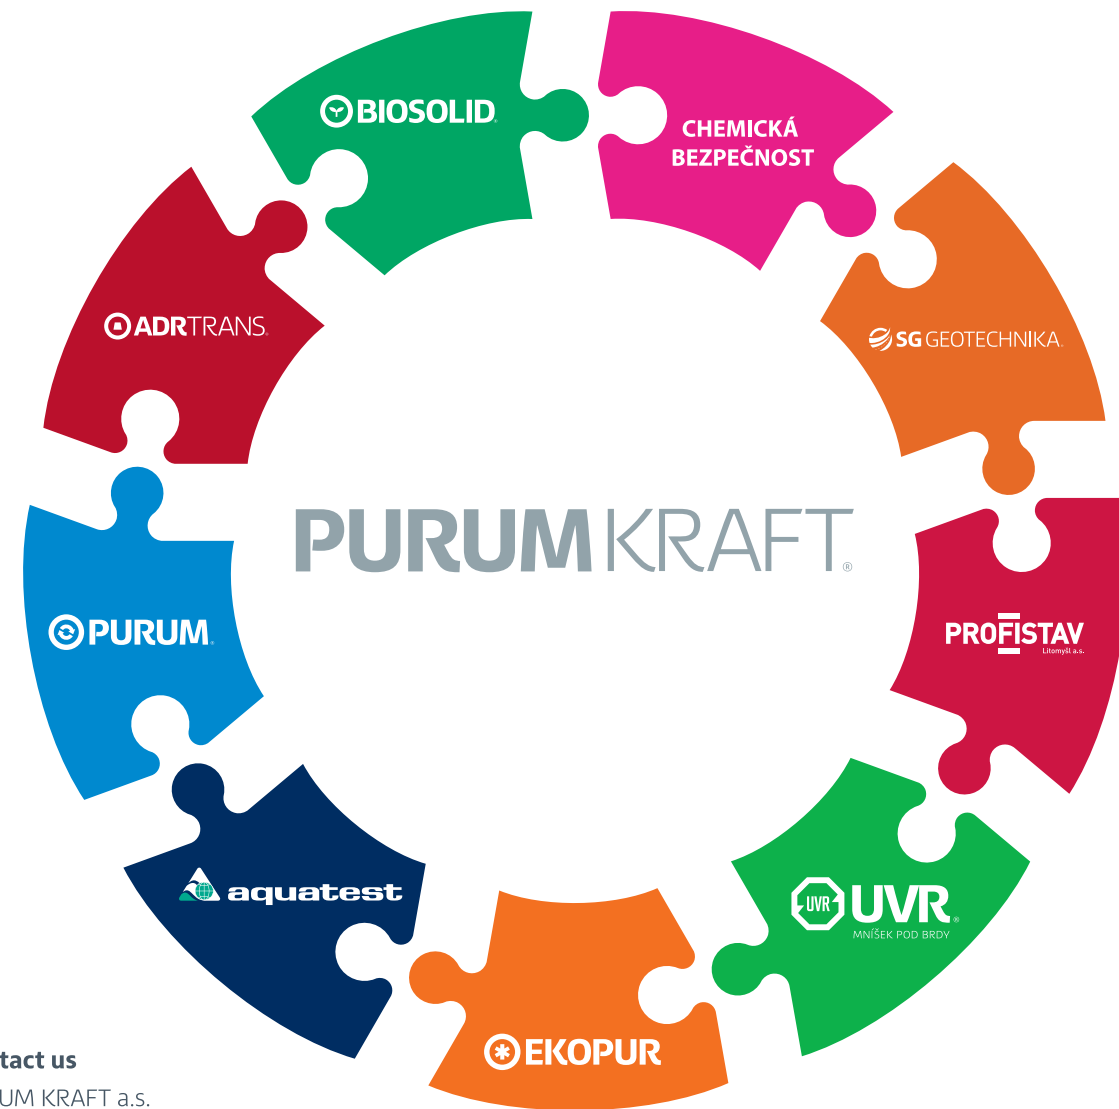 BIOSOLID
CHEMICKÁ
BEZPEČNOST
ADRTRANS
SG GEOTECHNIKA
PURUMKRAFT®
PURUM
PROFISTAV
Litomyšl a.s.
aquatest
UVR
UVR®
MNÍŠEK POD BRDY
EKOPUR
tact us
UM KRAFT a.s.